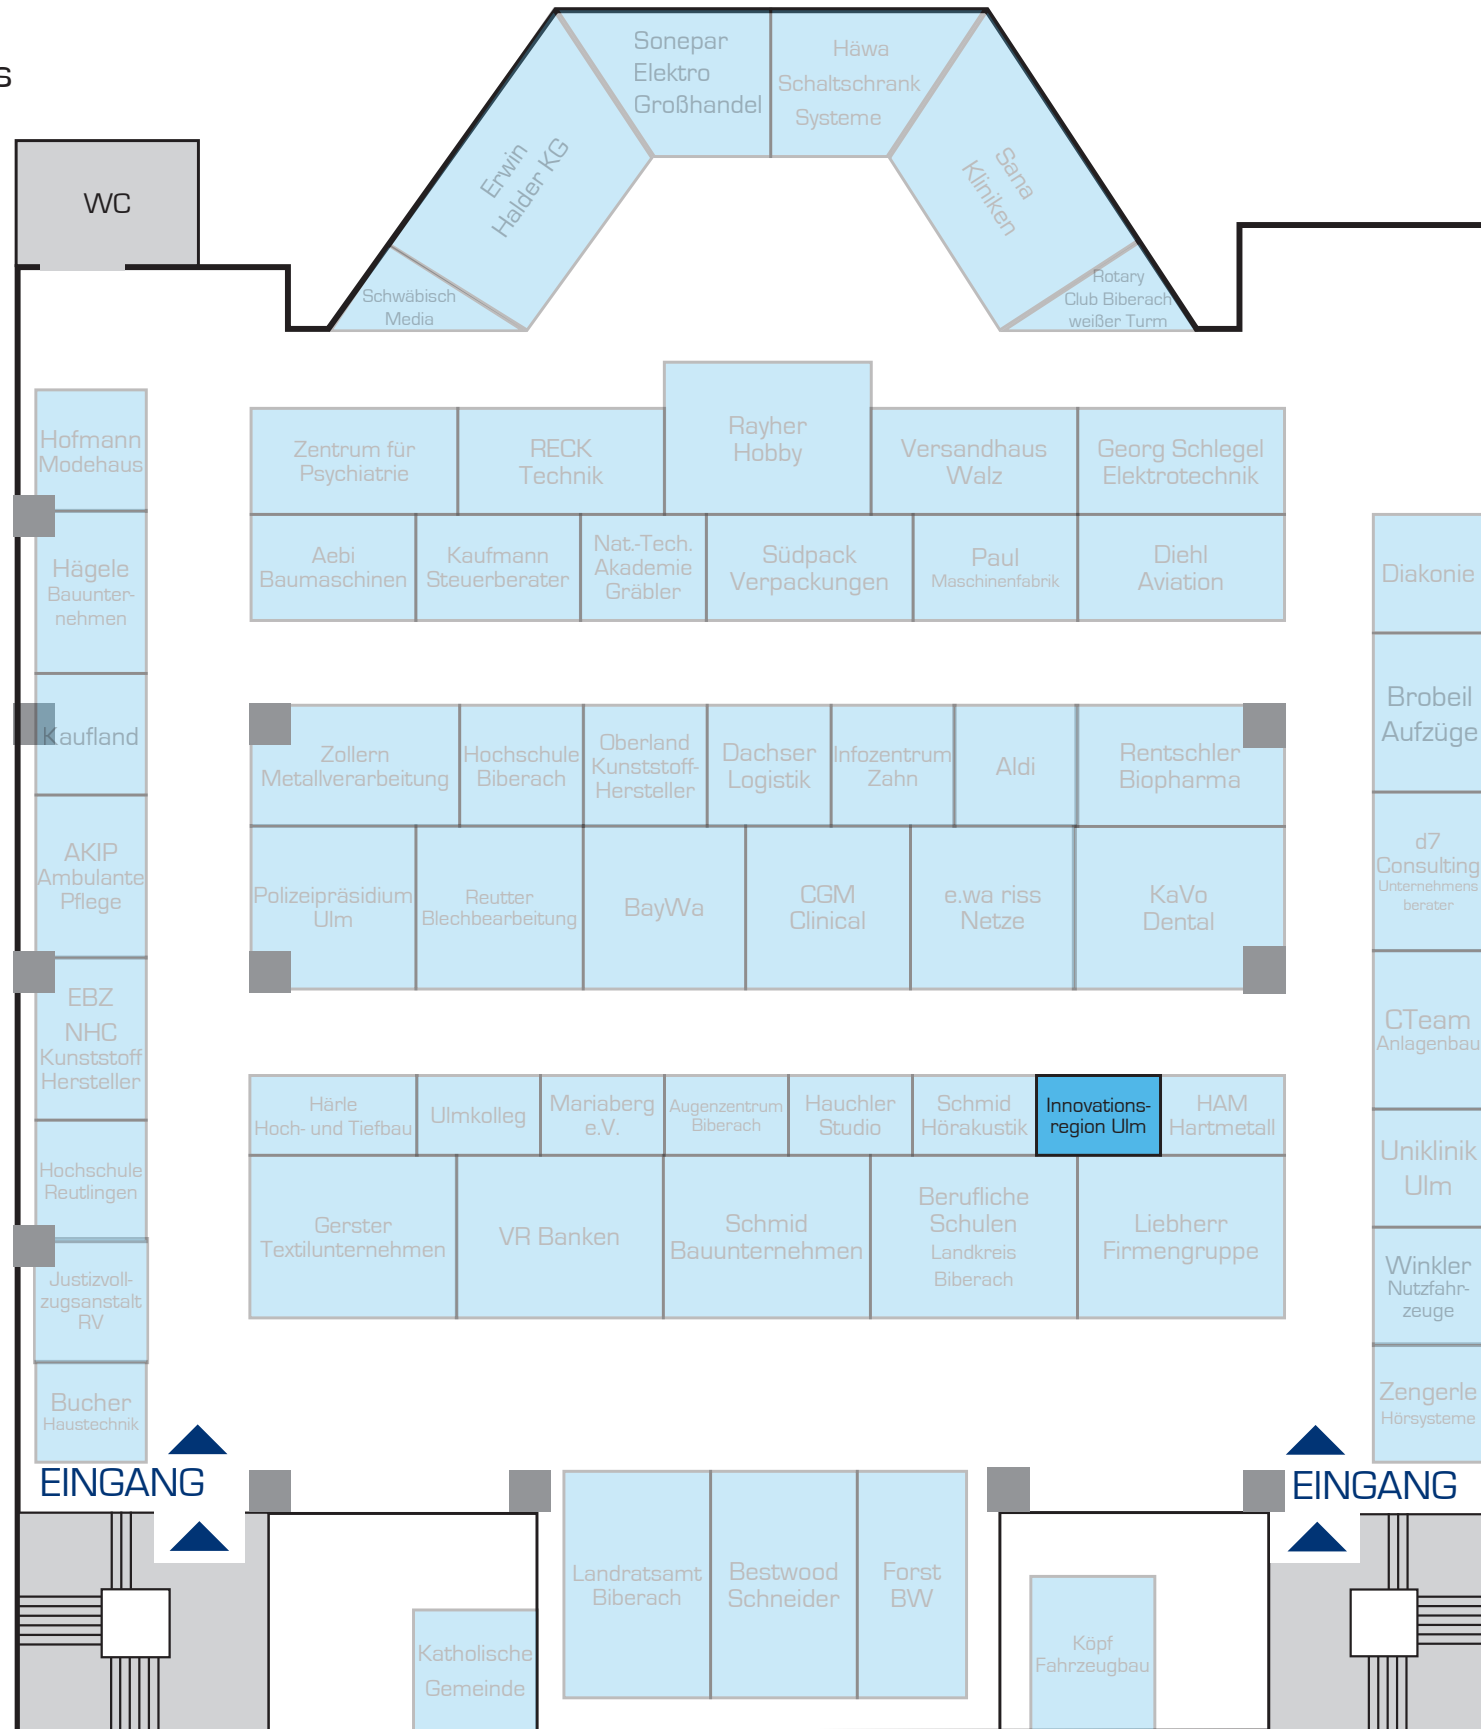 s
WC
Sonepar
Elektro
Großhandel
Häwa
Schaltschrank
Systeme
Erwin
Halder KG
Sana
Kliniken
Schwäbisch
Media
Rotary
Club Biberach
weißer Turm
Hofmann
Modehaus
Hägele
Bauunter-
nehmen
Kaufland
AKIP
Ambulante
Pflege
EBZ
NHC
Kunststoff
Hersteller
Hochschule
Reutlingen
Justizvoll-
zugsanstalt
RV
Bucher
Haustechnik
Zentrum für
Psychiatrie
RECK
Technik
Rayher
Hobby
Versandhaus
Walz
Georg Schlegel
Elektrotechnik
Aebi
Baumaschinen
Kaufmann
Steuerberater
Nat.-Tech.
Akademie
Gräbler
Südpack
Verpackungen
Paul
Maschinenfabrik
Diehl
Aviation
Zollern
Metallverarbeitung
Hochschule
Biberach
Oberland
Kunststoff-
Hersteller
Dachser
Logistik
Infozentrum
Zahn
Aldi
Rentschler
Biopharma
Polizeipräsidium
Ulm
Reutter
Blechbearbeitung
BayWa
CGM
Clinical
e.wa riss
Netze
KaVo
Dental
Härle
Hoch- und Tiefbau
Ulmkolleg
Mariaberg
e.V.
Augenzentrum
Biberach
Hauchler
Studio
Schmid
Hörakustik
Innovations-
region Ulm
HAM
Hartmetall
Gerster
Textilunternehmen
VR Banken
Schmid
Bauunternehmen
Berufliche
Schulen
Landkreis
Biberach
Liebherr
Firmengruppe
Diakonie
Brobeil
Aufzüge
d7
Consulting
Unternehmens
berater
CTeam
Anlagenbau
Uniklinik
Ulm
Winkler
Nutzfahr-
zeuge
Zengerle
Hörsysteme
EINGANG
EINGANG
Landratsamt
Biberach
Bestwood
Schneider
Forst
BW
Katholische
Gemeinde
Köpf
Fahrzeugbau